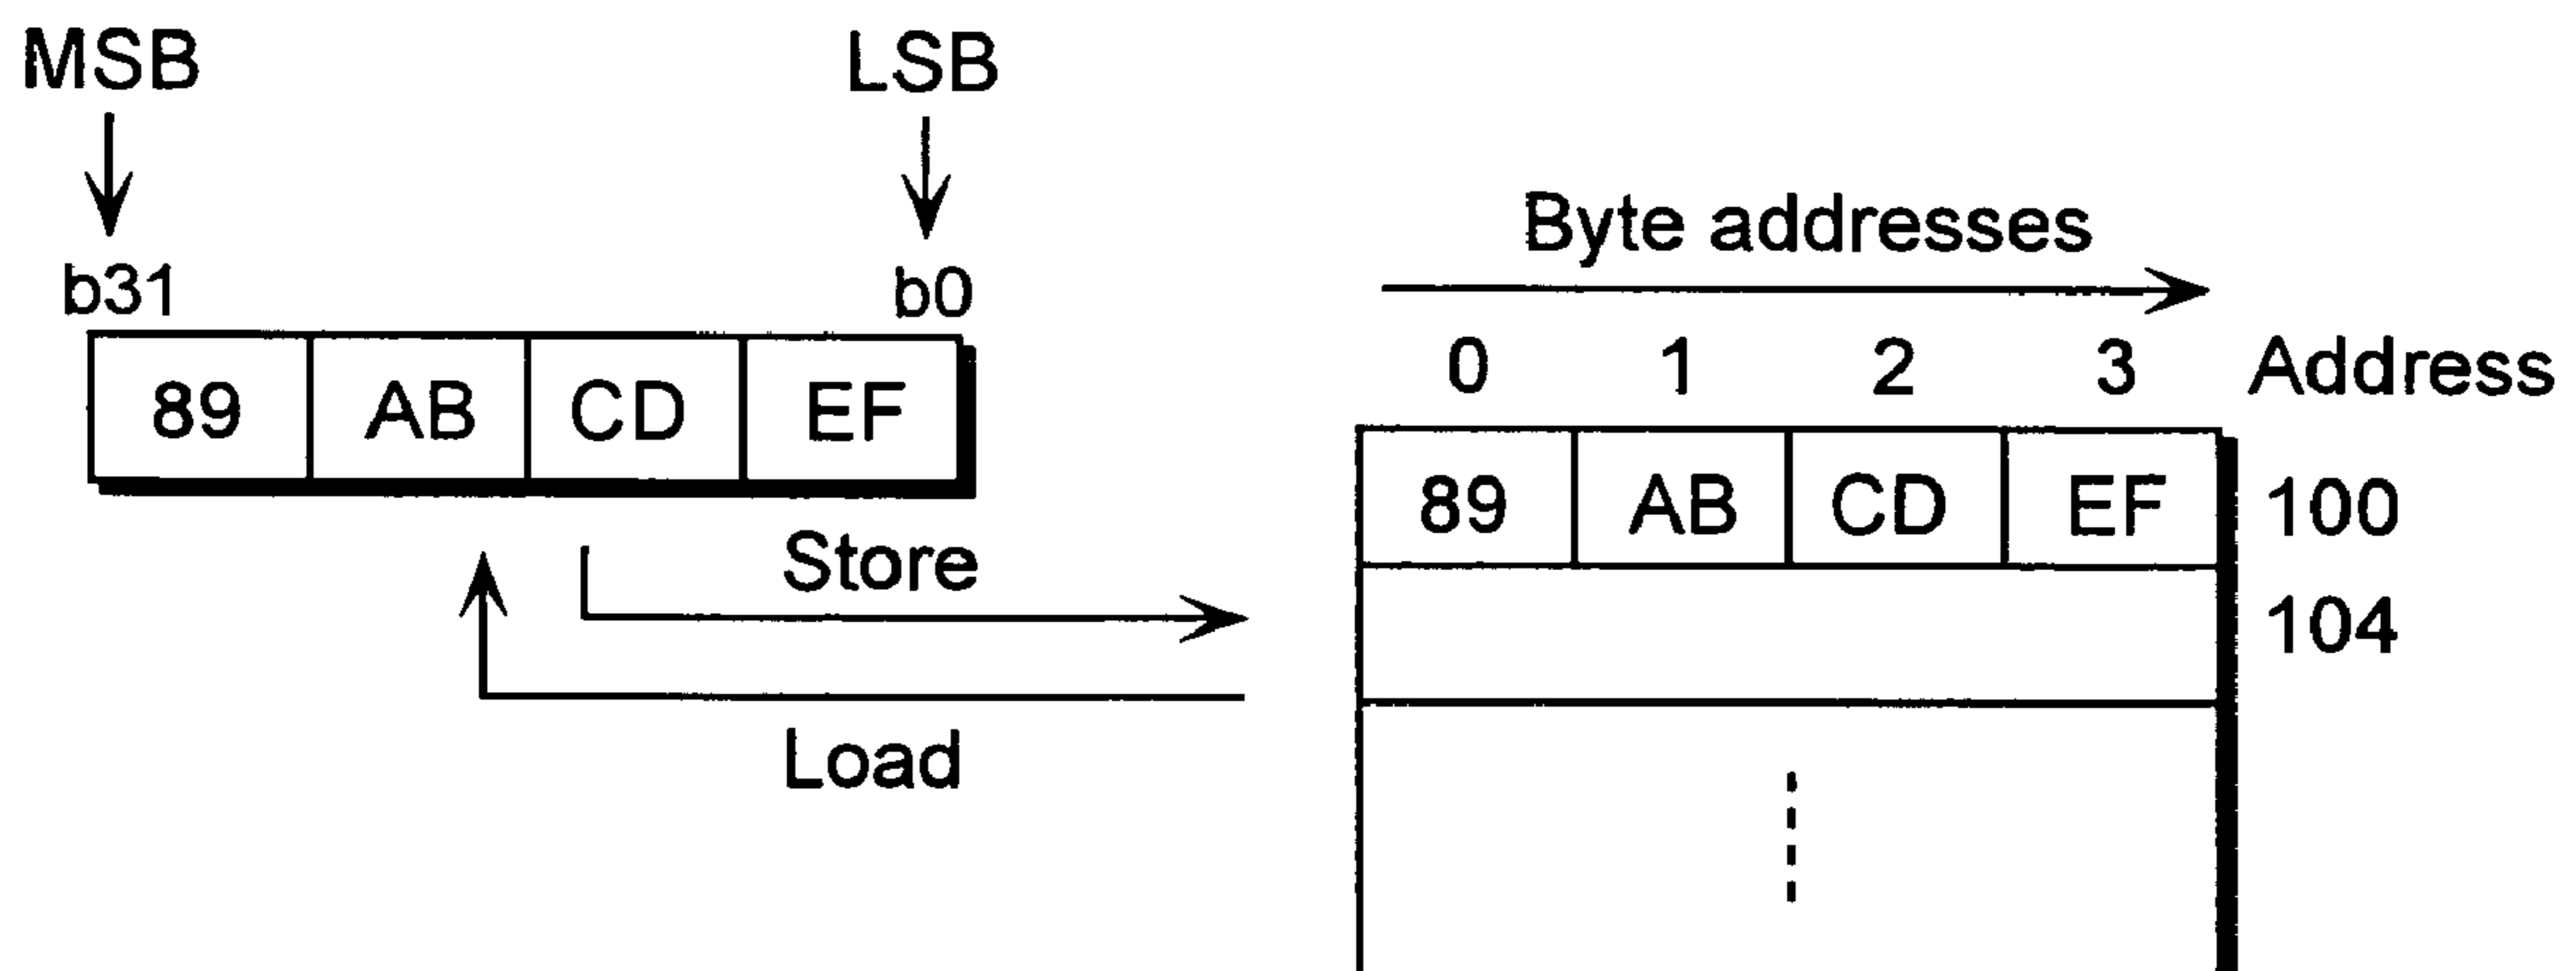 MSB LSB
b31 b0
89 AB CD EF
Store
Load
Byte addresses
0 1 2 3 Address
89 AB CD EF 100
104